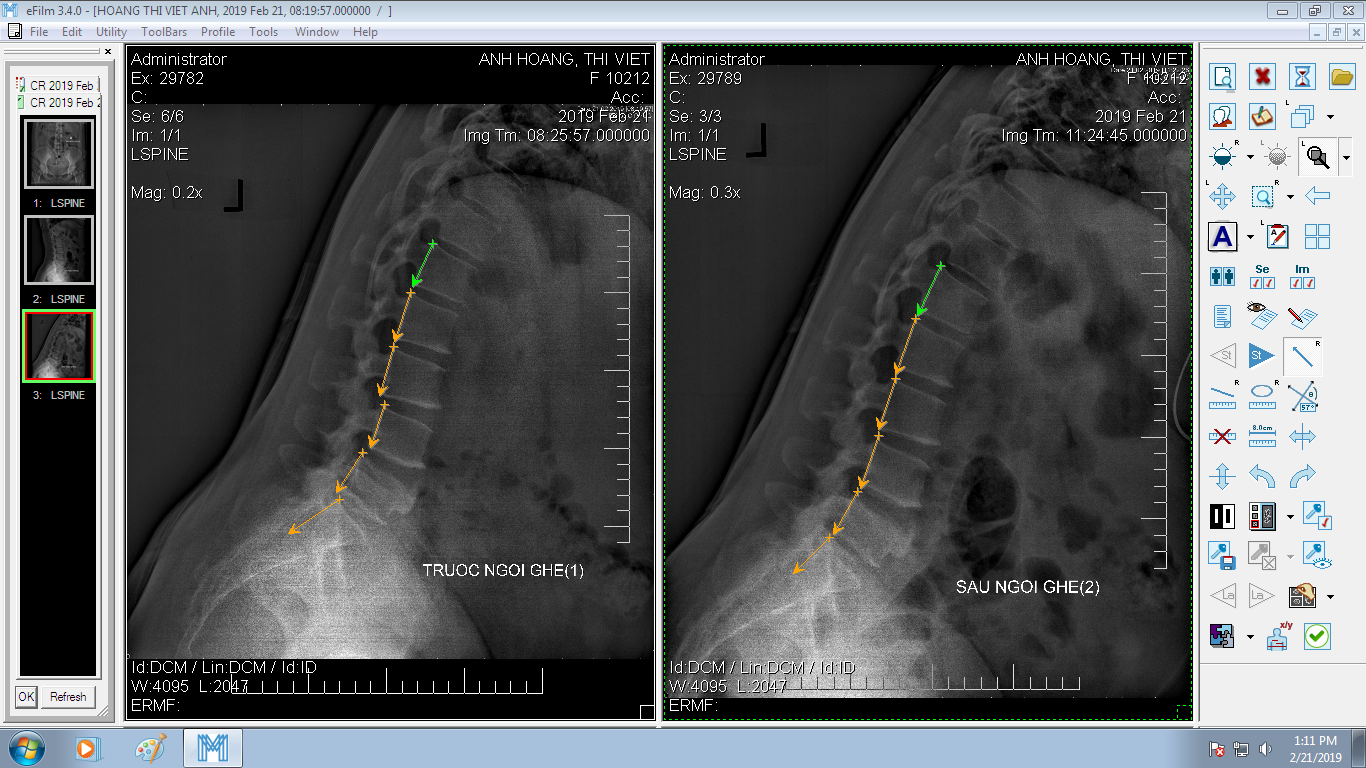 eFilm 3.4.0 - [HOANG THI VIET ANH, 2019 Feb 21, 08:19:57.000000 / ]
File Edit Utility ToolBars Profile Tools Window Help
CR 2019 Feb
CR 2019 Feb 2
1: LSPINE
2: LSPINE
3: LSPINE
OK Refresh
Administrator
Ex: 29782
C:
Se: 6/6
Im: 1/1
LSPINE
Mag: 0.2x
ANH HOANG, THI VIET
F 10212
Acc:
2019 Feb 21
Img Tm: 08:25:57.000000
L
TRUOC NGOI GHE(1)
Id:DCM / Lin:DCM / Id:ID
W:4095 L:2047
ERMF:
Administrator
Ex: 29789
C:
Se: 3/3
Im: 1/1
LSPINE
Mag: 0.3x
ANH HOANG, THI VIET
F 10212
Acc:
2019 Feb 21
Img Tm: 11:24:45.000000
L
SAU NGOI GHE(2)
Id:DCM / Lin:DCM / Id:ID
W:4095 L:2047
ERMF:
L
R L
L R
A L
Se Im
St St R
R R θ
57°
8.0cm
La La
x/y
1:11 PM
2/21/2019